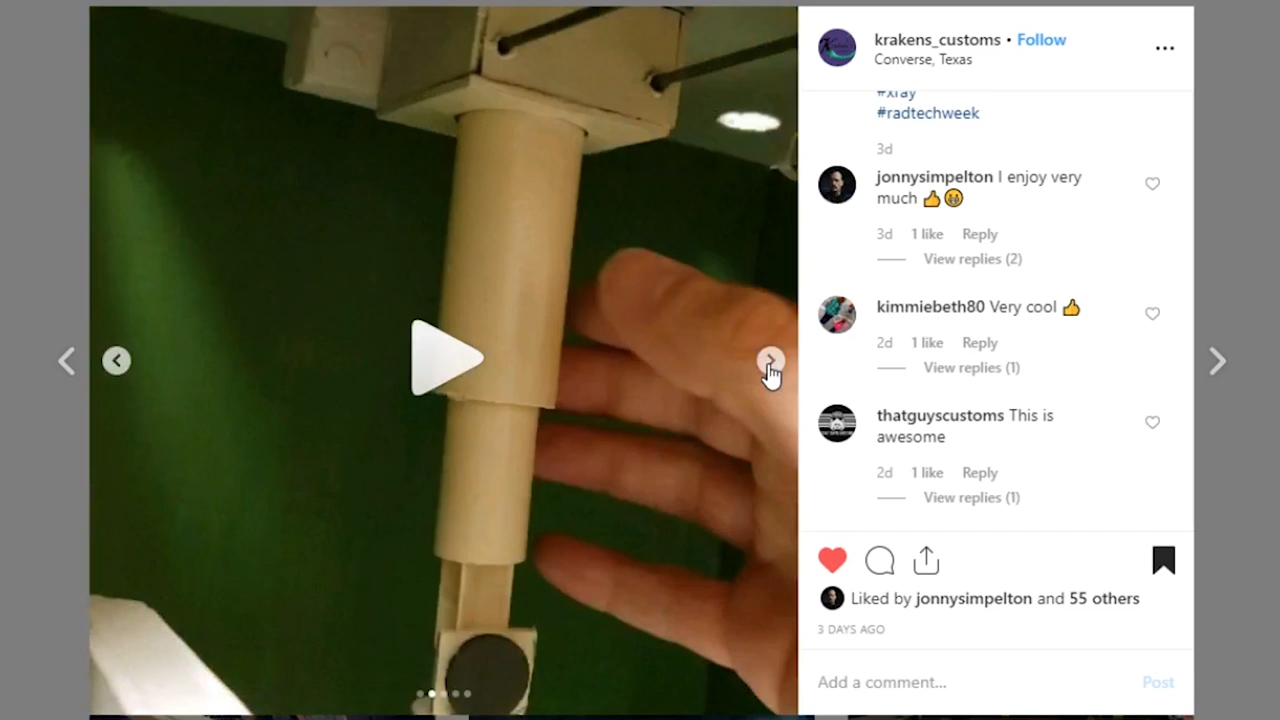 krakens_customs • Follow
Converse, Texas
#xray
#radtechweek
3d
jonnysimpelton I enjoy very
much 👍😁
3d 1 like Reply
View replies (2)
kimmiebeth80 Very cool 👍
2d 1 like Reply
View replies (1)
thatguyscustoms This is
awesome
2d 1 like Reply
View replies (1)
Liked by jonnysimpelton and 55 others
3 DAYS AGO
Add a comment... Post